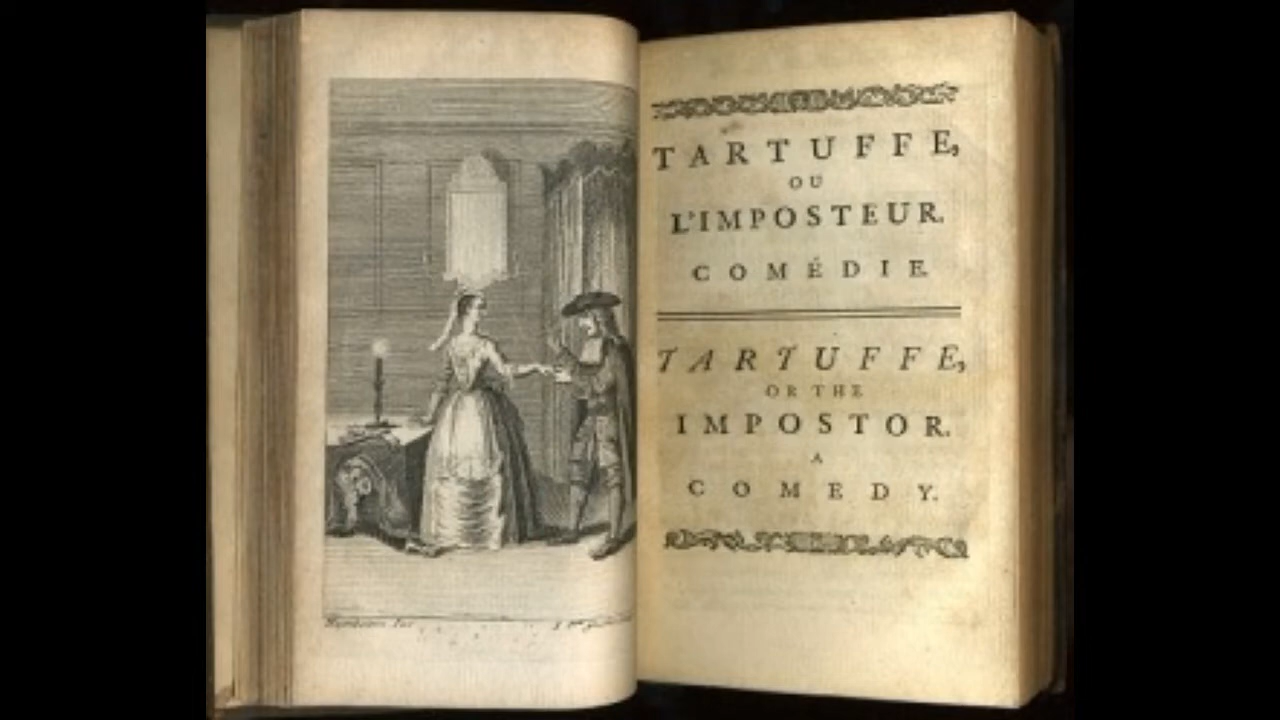 TARTUFFE,
OU
L'IMPOSTEUR.
COMÉDIE.
TARTUFFE,
OR THE
IMPOSTOR.
A
COMEDY.